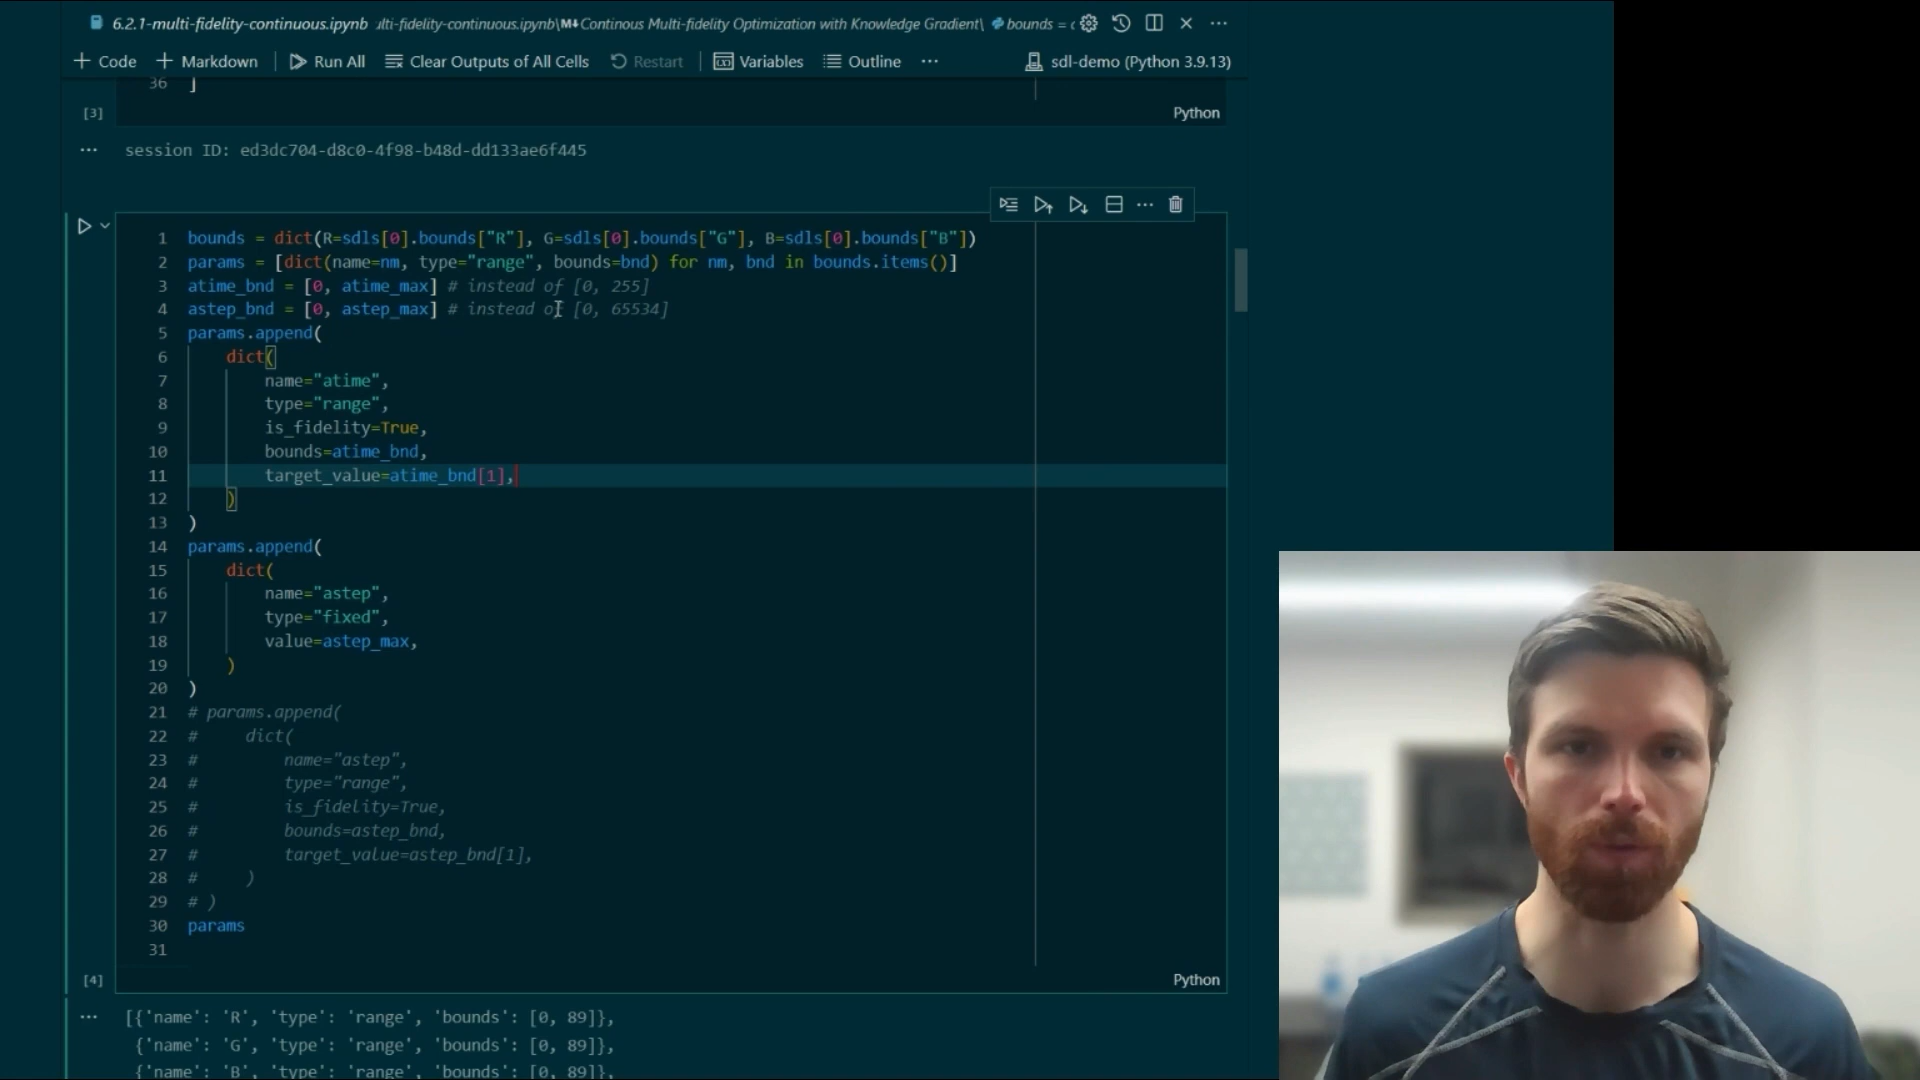 6.2.1-multi-fidelity-continuous.ipynb :lti-fidelity-continuous.ipynb\M↓Continous Multi-fidelity Optimization with Knowledge Gradient\ bounds = d
Code Markdown Run All Clear Outputs of All Cells Restart Variables Outline ··· sdl-demo (Python 3.9.13)
36 ]
[3] Python
··· session ID: ed3dc704-d8c0-4f98-b48d-dd133ae6f445
1 bounds = dict(R=sdls[0].bounds["R"], G=sdls[0].bounds["G"], B=sdls[0].bounds["B"])
2 params = [dict(name=nm, type="range", bounds=bnd) for nm, bnd in bounds.items()]
3 atime_bnd = [0, atime_max] # instead of [0, 255]
4 astep_bnd = [0, astep_max] # instead of [0, 65534]
5 params.append(
6 dict(
7 name="atime",
8 type="range",
9 is_fidelity=True,
10 bounds=atime_bnd,
11 target_value=atime_bnd[1],
12 )
13 )
14 params.append(
15 dict(
16 name="astep",
17 type="fixed",
18 value=astep_max,
19 )
20 )
21 # params.append(
22 # dict(
23 # name="astep",
24 # type="range",
25 # is_fidelity=True,
26 # bounds=astep_bnd,
27 # target_value=astep_bnd[1],
28 # )
29 # )
30 params
31
[4] Python
··· [{'name': 'R', 'type': 'range', 'bounds': [0, 89]},
{'name': 'G', 'type': 'range', 'bounds': [0, 89]},
{'name': 'B', 'type': 'range', 'bounds': [0, 89]},